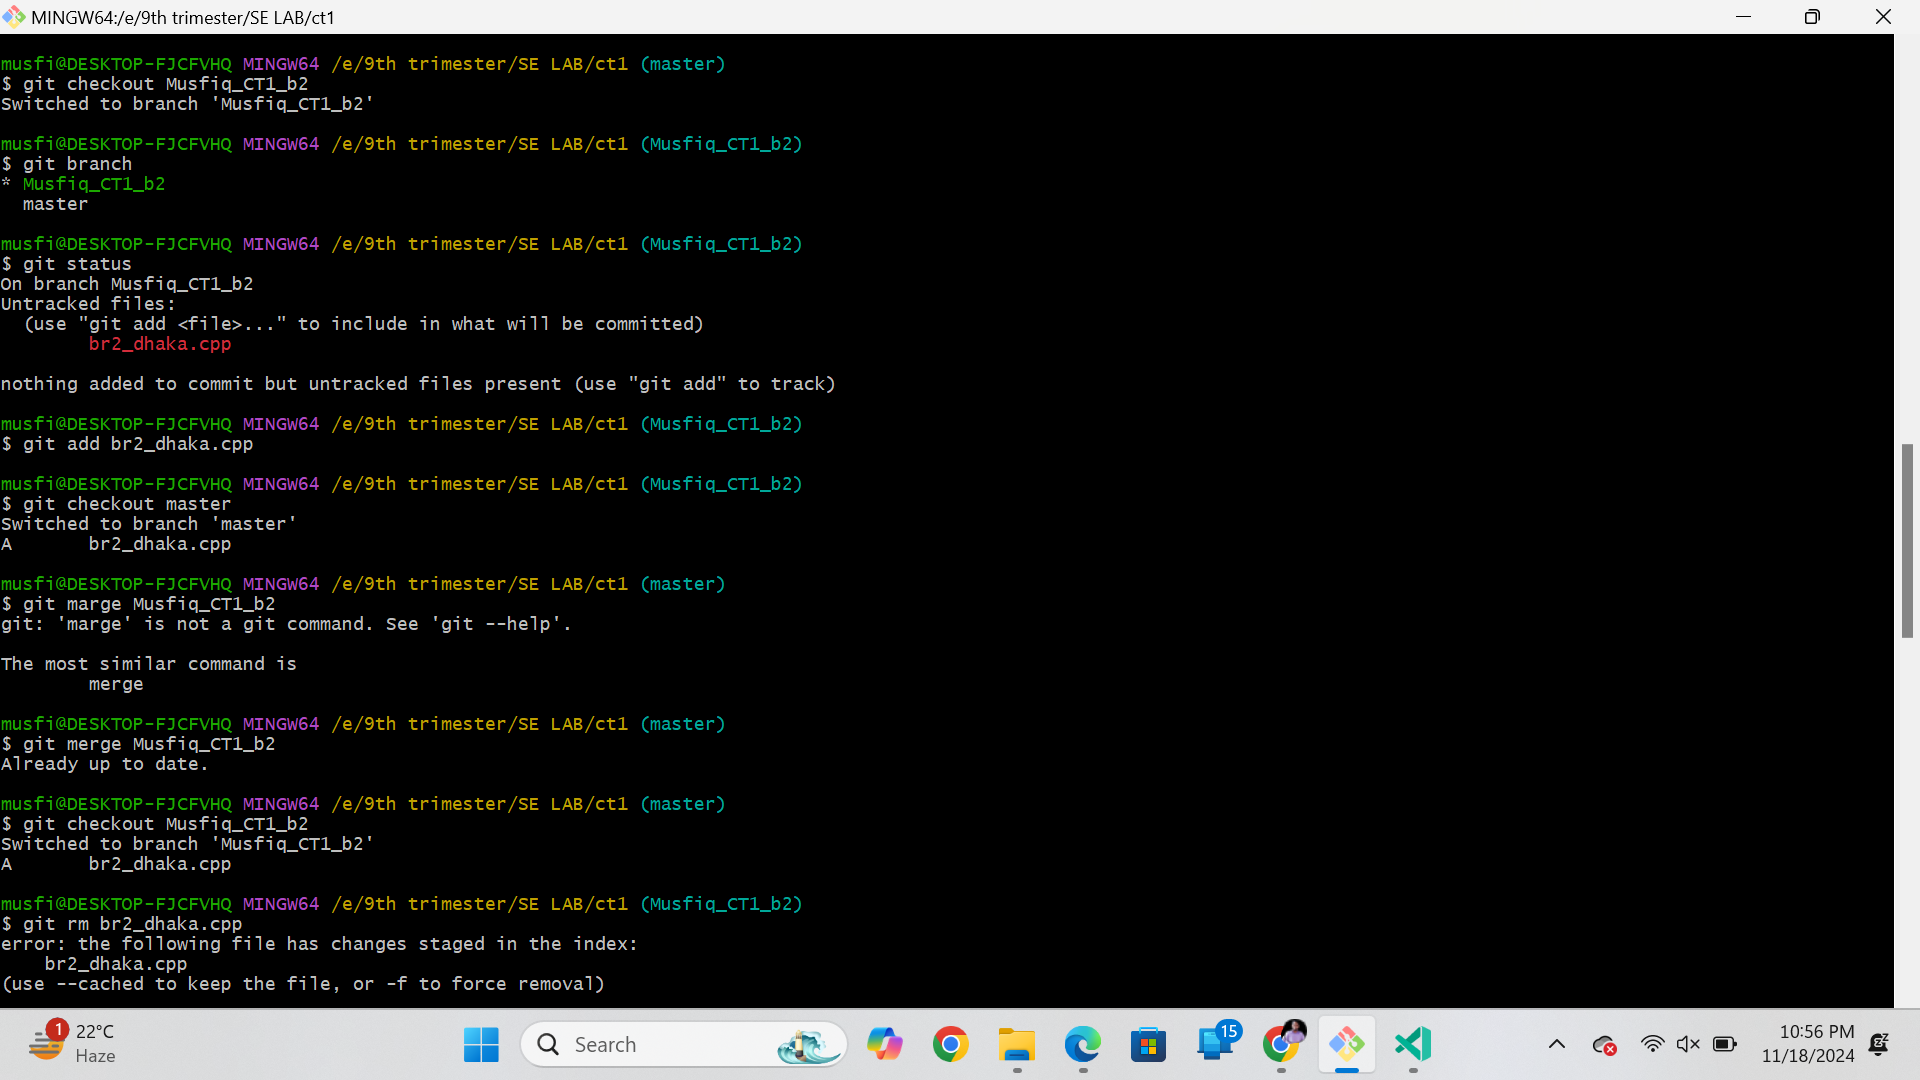 MINGW64:/e/9th trimester/SE LAB/ct1
musfi@DESKTOP-FJCFVHQ MINGW64 /e/9th trimester/SE LAB/ct1 (master)
$ git checkout Musfiq_CT1_b2
Switched to branch 'Musfiq_CT1_b2'
musfi@DESKTOP-FJCFVHQ MINGW64 /e/9th trimester/SE LAB/ct1 (Musfiq_CT1_b2)
$ git branch
* Musfiq_CT1_b2
  master
musfi@DESKTOP-FJCFVHQ MINGW64 /e/9th trimester/SE LAB/ct1 (Musfiq_CT1_b2)
$ git status
On branch Musfiq_CT1_b2
Untracked files:
  (use "git add <file>..." to include in what will be committed)
        br2_dhaka.cpp
nothing added to commit but untracked files present (use "git add" to track)
musfi@DESKTOP-FJCFVHQ MINGW64 /e/9th trimester/SE LAB/ct1 (Musfiq_CT1_b2)
$ git add br2_dhaka.cpp
musfi@DESKTOP-FJCFVHQ MINGW64 /e/9th trimester/SE LAB/ct1 (Musfiq_CT1_b2)
$ git checkout master
Switched to branch 'master'
A       br2_dhaka.cpp
musfi@DESKTOP-FJCFVHQ MINGW64 /e/9th trimester/SE LAB/ct1 (master)
$ git marge Musfiq_CT1_b2
git: 'marge' is not a git command. See 'git --help'.
The most similar command is
        merge
musfi@DESKTOP-FJCFVHQ MINGW64 /e/9th trimester/SE LAB/ct1 (master)
$ git merge Musfiq_CT1_b2
Already up to date.
musfi@DESKTOP-FJCFVHQ MINGW64 /e/9th trimester/SE LAB/ct1 (master)
$ git checkout Musfiq_CT1_b2
Switched to branch 'Musfiq_CT1_b2'
A       br2_dhaka.cpp
musfi@DESKTOP-FJCFVHQ MINGW64 /e/9th trimester/SE LAB/ct1 (Musfiq_CT1_b2)
$ git rm br2_dhaka.cpp
error: the following file has changes staged in the index:
    br2_dhaka.cpp
(use --cached to keep the file, or -f to force removal)
1
22°C
Haze
Search
15
10:56 PM
11/18/2024